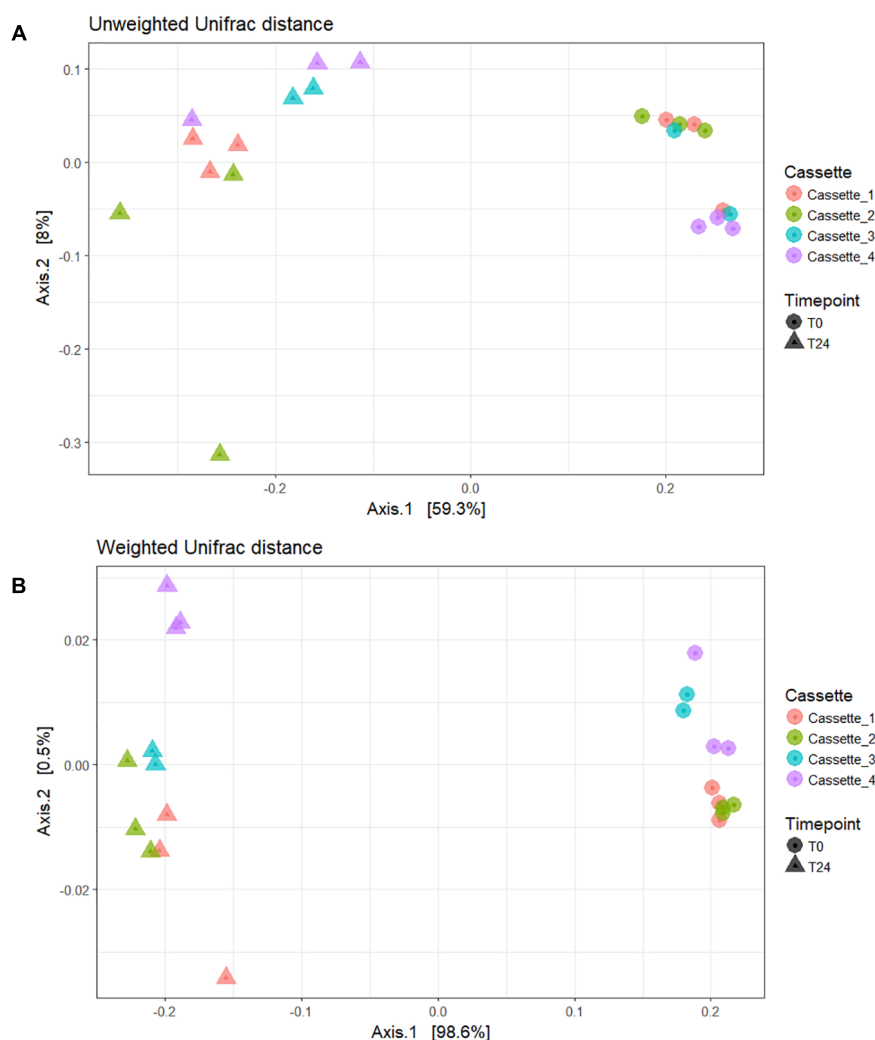 A
Unweighted Unifrac distance
0.1
0.0
-0.1
-0.2
-0.3
Axis.2 [8%]
-0.2
0.0
0.2
Axis.1 [59.3%]
Cassette
Cassette_1
Cassette_2
Cassette_3
Cassette_4
Timepoint
T0
T24
B
Weighted Unifrac distance
0.02
0.00
-0.02
Axis.2 [0.5%]
-0.2
-0.1
0.0
0.1
0.2
Axis.1 [98.6%]
Cassette
Cassette_1
Cassette_2
Cassette_3
Cassette_4
Timepoint
T0
T24